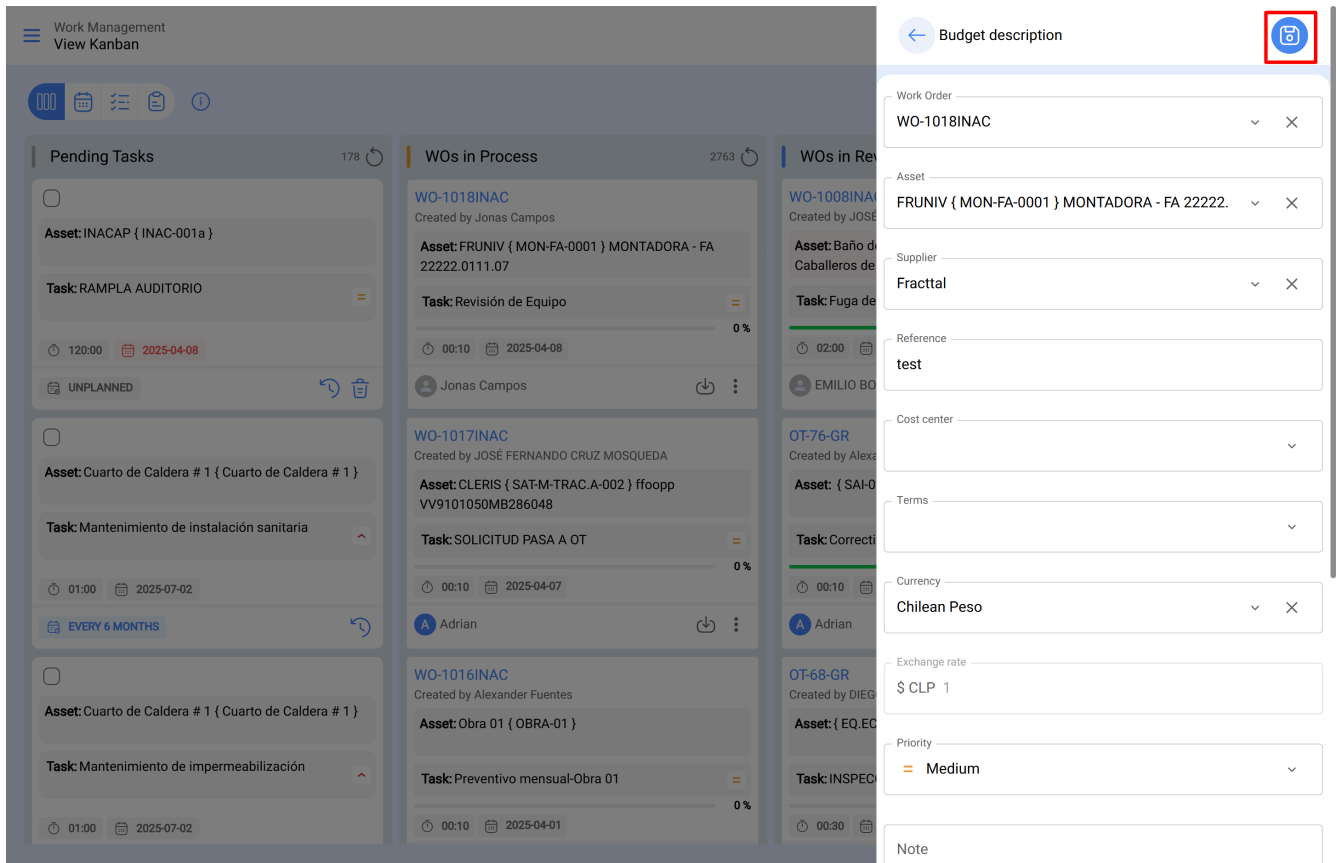 Work Management
View Kanban
Pending Tasks
178
Asset: INACAP { INAC-001a }
Task: RAMPLA AUDITORIO
120:00
2025-04-08
UNPLANNED
Asset: Cuarto de Caldera # 1 { Cuarto de Caldera # 1 }
Task: Mantenimiento de instalación sanitaria
01:00
2025-07-02
EVERY 6 MONTHS
Asset: Cuarto de Caldera # 1 { Cuarto de Caldera # 1 }
Task: Mantenimiento de impermeabilización
01:00
2025-07-02
WOs in Process
2763
WO-1018INAC
Created by Jonas Campos
Asset: FRUNIV { MON-FA-0001 } MONTADORA - FA
22222.0111.07
Task: Revisión de Equipo
0 %
00:10
2025-04-08
Jonas Campos
WO-1017INAC
Created by JOSÉ FERNANDO CRUZ MOSQUEDA
Asset: CLERIS { SAT-M-TRAC.A-002 } ffoopp
VV9101050MB286048
Task: SOLICITUD PASA A OT
0 %
00:10
2025-04-07
A Adrian
WO-1016INAC
Created by Alexander Fuentes
Asset: Obra 01 { OBRA-01 }
Task: Preventivo mensual-Obra 01
0 %
00:10
2025-04-01
WOs in Rev
WO-1008INA
Created by JOSÉ
Asset: Baño d
Caballeros de
Task: Fuga de
02:00
EMILIO BO
OT-76-GR
Created by Alexa
Asset: { SAI-0
Task: Correcti
00:10
A Adrian
OT-68-GR
Created by DIEG
Asset: { EQ.EC
Task: INSPEC
00:30
Budget description
Work Order
WO-1018INAC
Asset
FRUNIV { MON-FA-0001 } MONTADORA - FA 22222.
Supplier
Fracttal
Reference
test
Cost center
Terms
Currency
Chilean Peso
Exchange rate
$ CLP 1
Priority
Medium
Note